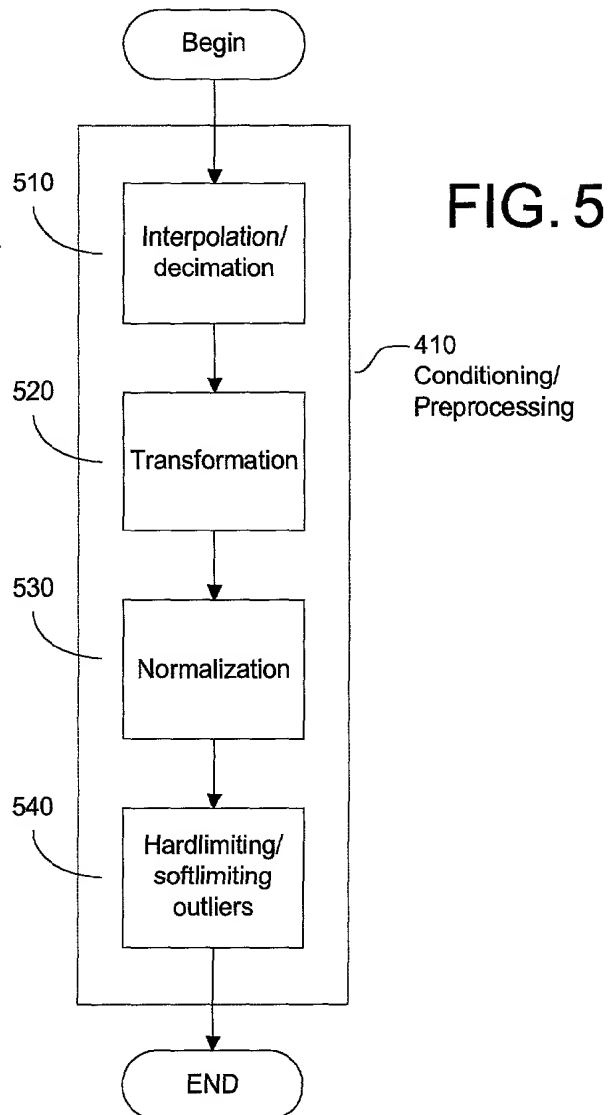 Begin
FIG. 5
510
Interpolation/
decimation
410
Conditioning/
Preprocessing
520
Transformation
530
Normalization
540
Hardlimiting/
softlimiting
outliers
END